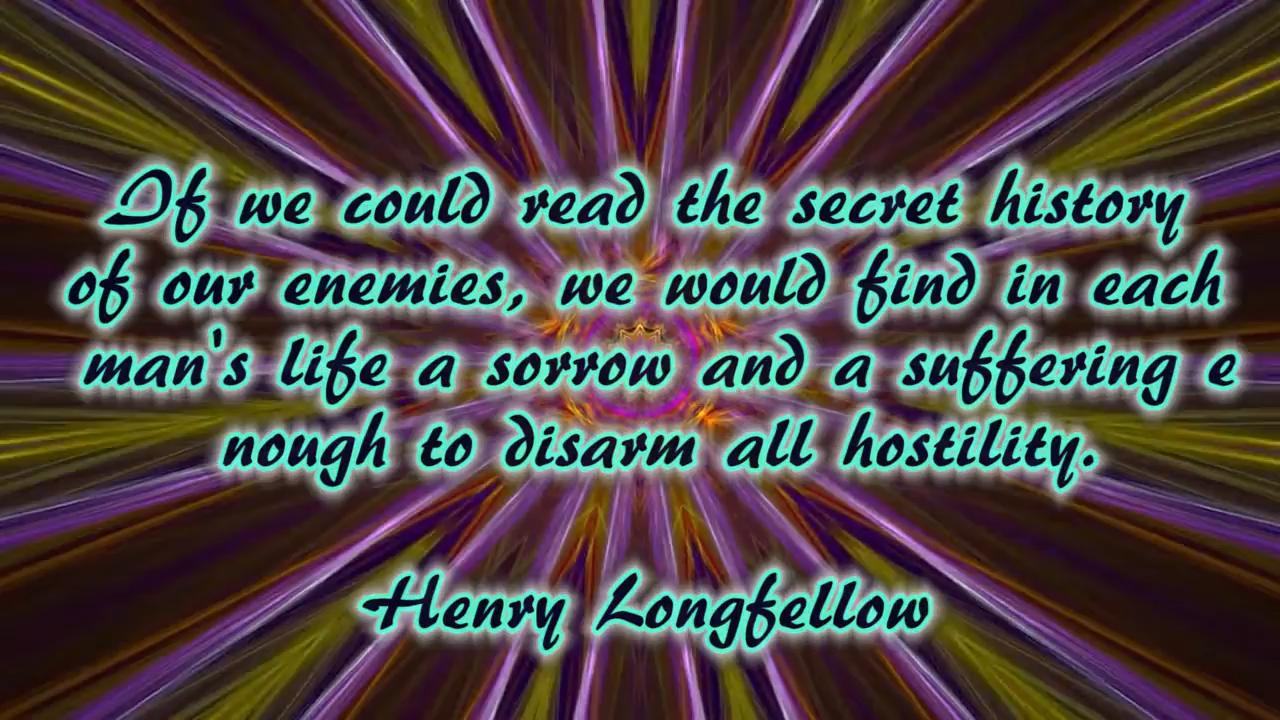 If we could read the secret history
of our enemies, we would find in each
man's life a sorrow and a suffering e
nough to disarm all hostility.
Henry Longfellow